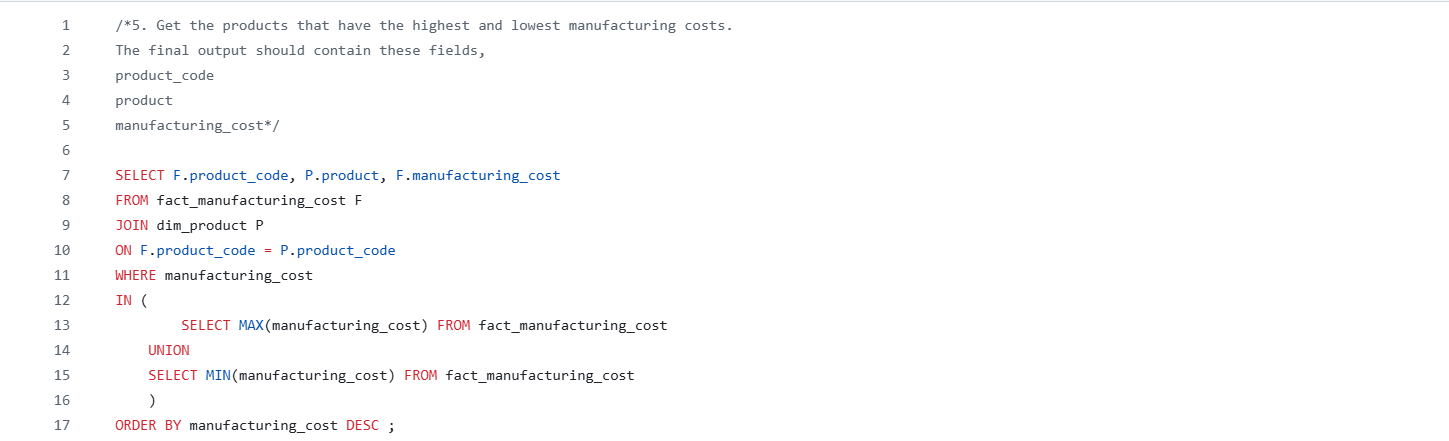 1 /*5. Get the products that have the highest and lowest manufacturing costs.
2 The final output should contain these fields,
3 product_code
4 product
5 manufacturing_cost*/
6
7 SELECT F.product_code, P.product, F.manufacturing_cost
8 FROM fact_manufacturing_cost F
9 JOIN dim_product P
10 ON F.product_code = P.product_code
11 WHERE manufacturing_cost
12 IN (
13         SELECT MAX(manufacturing_cost) FROM fact_manufacturing_cost
14     UNION
15     SELECT MIN(manufacturing_cost) FROM fact_manufacturing_cost
16     )
17 ORDER BY manufacturing_cost DESC ;